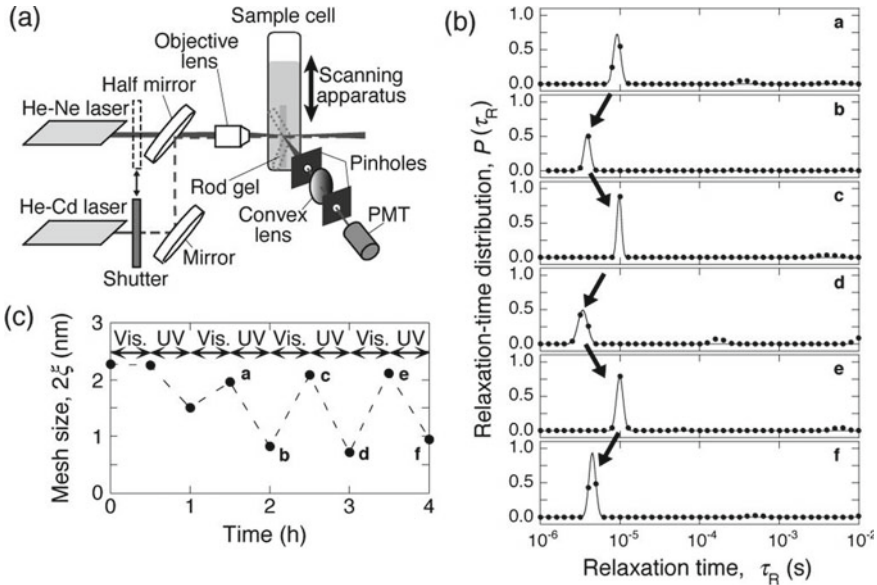 (a)
Sample cell
Objective
lens
Half mirror
Scanning
apparatus
He-Ne laser
Rod gel
Pinholes
He-Cd laser
Convex
lens
PMT
Mirror
Shutter
(c)
Vis. UV Vis. UV Vis. UV Vis. UV
Mesh size, 2ξ (nm)
3
2
1
0
a
b
c
d
e
f
0 1 2 3 4
Time (h)
(b)
Relaxation-time distribution, P(τR)
1.0
0.5
0.0
a
1.0
0.5
0.0
b
1.0
0.5
0.0
c
1.0
0.5
0.0
d
1.0
0.5
0.0
e
1.0
0.5
0.0
f
10-6 10-5 10-4 10-3 10-2
Relaxation time, τR (s)